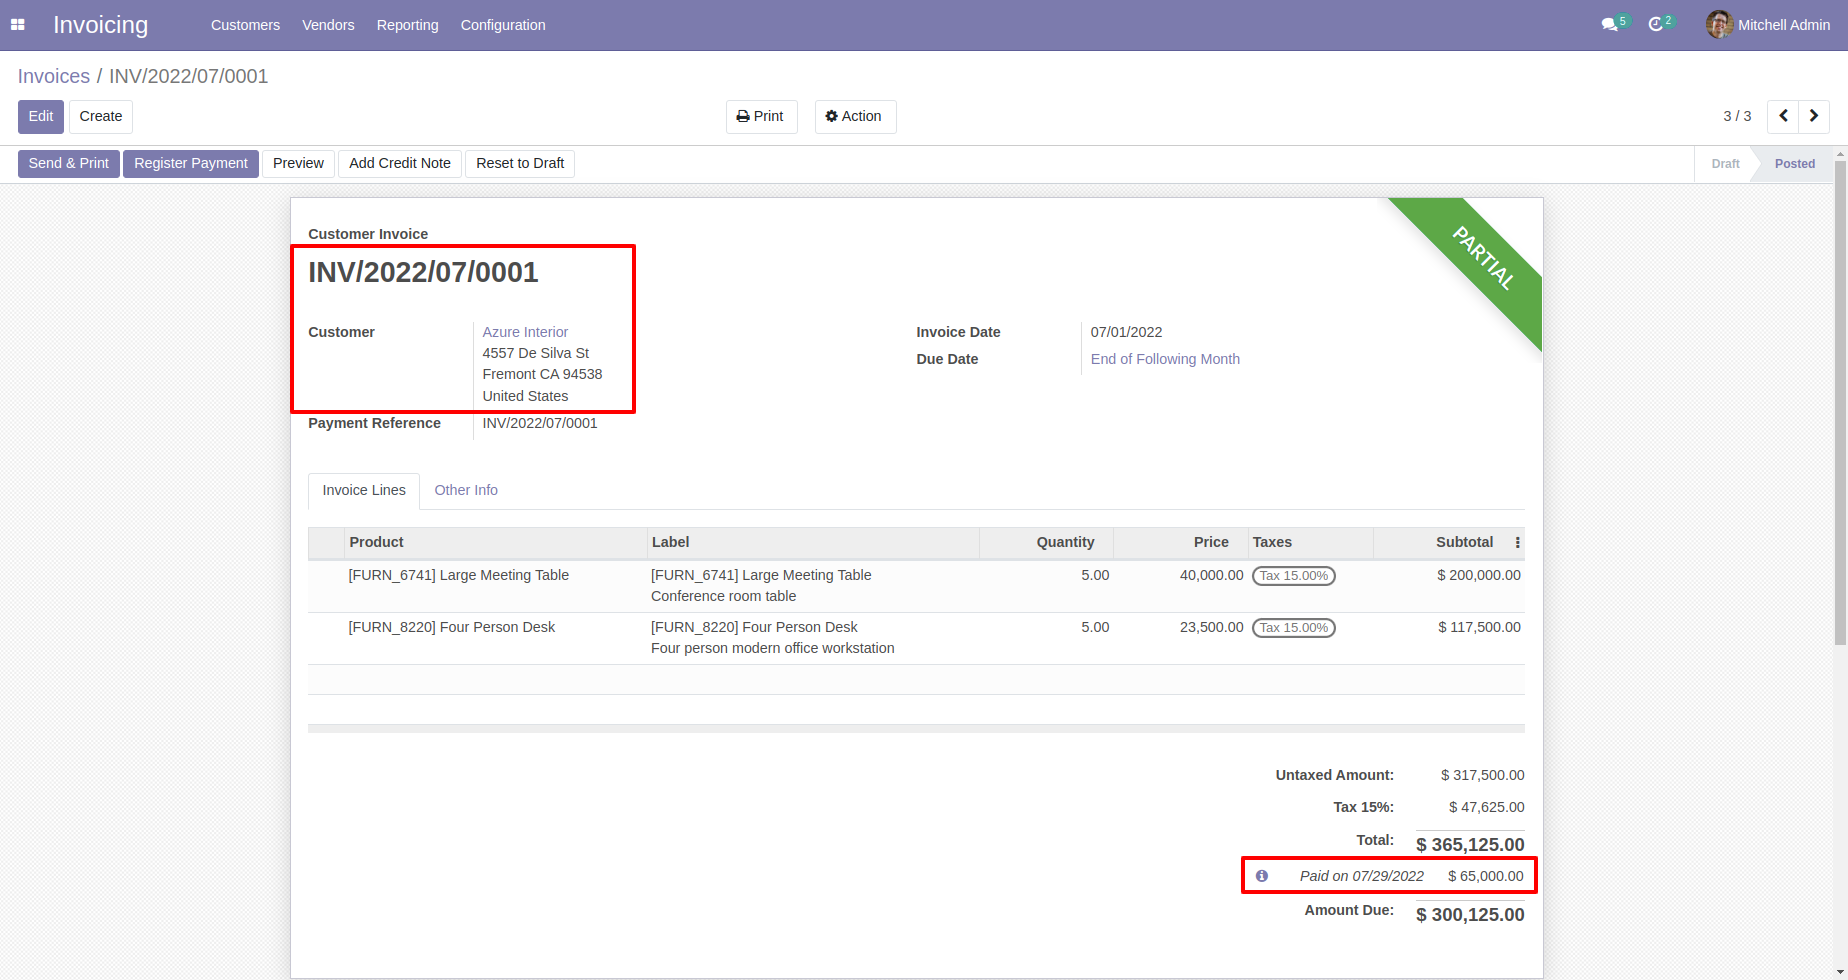 Invoicing Customers Vendors Reporting Configuration 5 2 Mitchell Admin
Invoices / INV/2022/07/0001
Edit Create Print Action 3 / 3
Send & Print Register Payment Preview Add Credit Note Reset to Draft Draft Posted
PARTIAL
Customer Invoice
INV/2022/07/0001
Customer Azure Interior Invoice Date 07/01/2022
4557 De Silva St Due Date End of Following Month
Fremont CA 94538
United States
Payment Reference INV/2022/07/0001
Invoice Lines Other Info
Product Label Quantity Price Taxes Subtotal
[FURN_6741] Large Meeting Table [FURN_6741] Large Meeting Table 5.00 40,000.00 Tax 15.00% $ 200,000.00
Conference room table
[FURN_8220] Four Person Desk [FURN_8220] Four Person Desk 5.00 23,500.00 Tax 15.00% $ 117,500.00
Four person modern office workstation
Untaxed Amount: $ 317,500.00
Tax 15%: $ 47,625.00
Total: $ 365,125.00
Paid on 07/29/2022 $ 65,000.00
Amount Due: $ 300,125.00